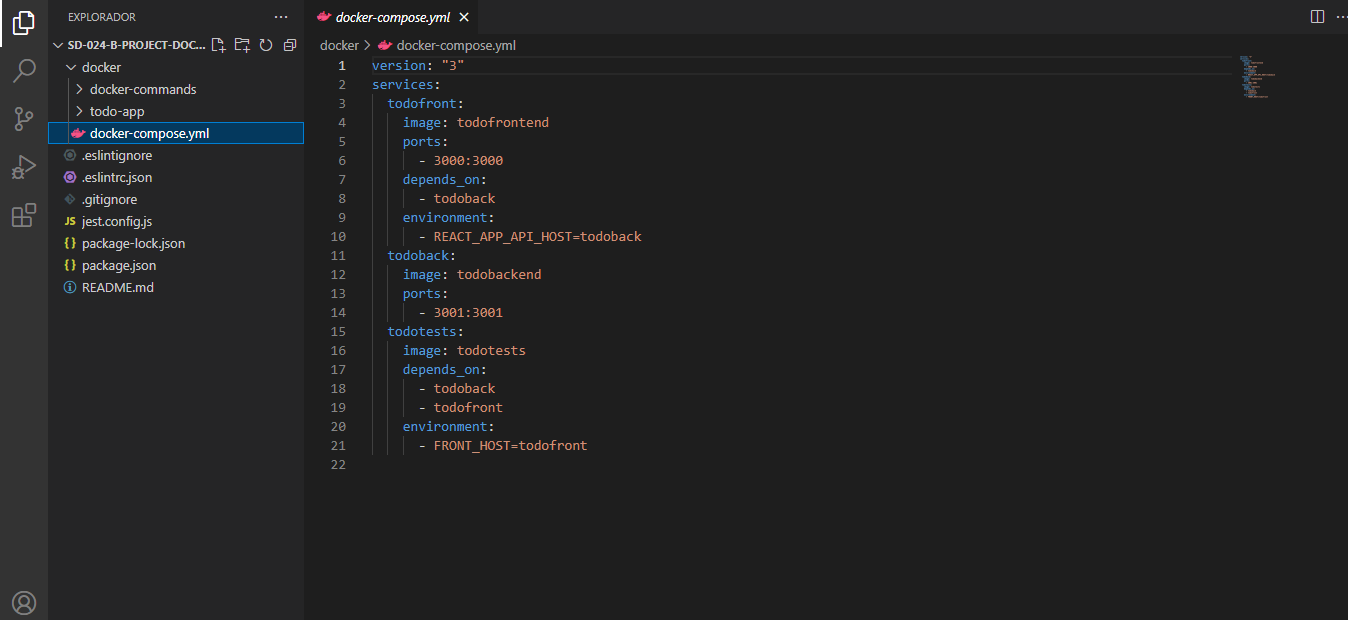 EXPLORADOR
SD-024-B-PROJECT-DOC...
docker
docker-commands
todo-app
docker-compose.yml
.eslintignore
.eslintrc.json
.gitignore
JS jest.config.js
{} package-lock.json
{} package.json
README.md
docker-compose.yml
docker > docker-compose.yml
1 version: "3"
2 services:
3 todofront:
4 image: todofrontend
5 ports:
6 - 3000:3000
7 depends_on:
8 - todoback
9 environment:
10 - REACT_APP_API_HOST=todoback
11 todoback:
12 image: todobackend
13 ports:
14 - 3001:3001
15 todotests:
16 image: todotests
17 depends_on:
18 - todoback
19 - todofront
20 environment:
21 - FRONT_HOST=todofront
22